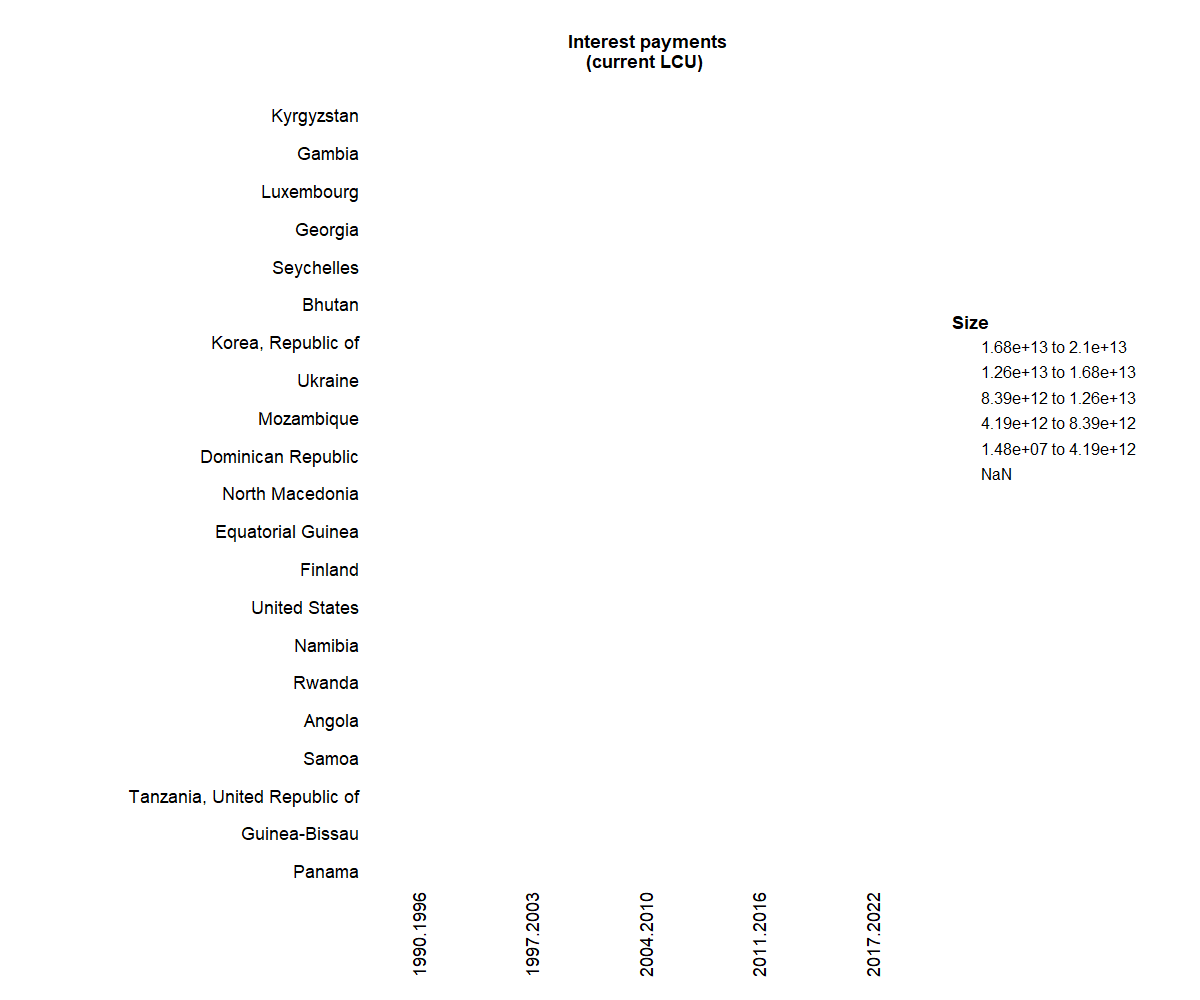 Interest payments
(current LCU)
Kyrgyzstan
Gambia
Luxembourg
Georgia
Seychelles
Bhutan
Korea, Republic of
Ukraine
Mozambique
Dominican Republic
North Macedonia
Equatorial Guinea
Finland
United States
Namibia
Rwanda
Angola
Samoa
Tanzania, United Republic of
Guinea-Bissau
Panama
1990.1996
1997.2003
2004.2010
2011.2016
2017.2022
Size
1.68e+13 to 2.1e+13
1.26e+13 to 1.68e+13
8.39e+12 to 1.26e+13
4.19e+12 to 8.39e+12
1.48e+07 to 4.19e+12
NaN